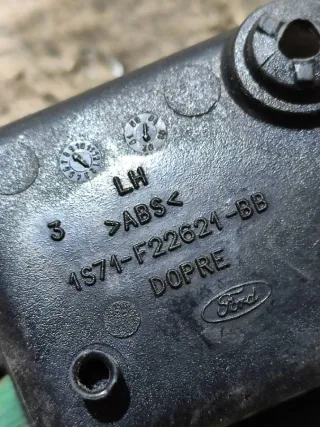 LH
3 >ABS<
1S71-F22621-BB
DOPRE
Ford